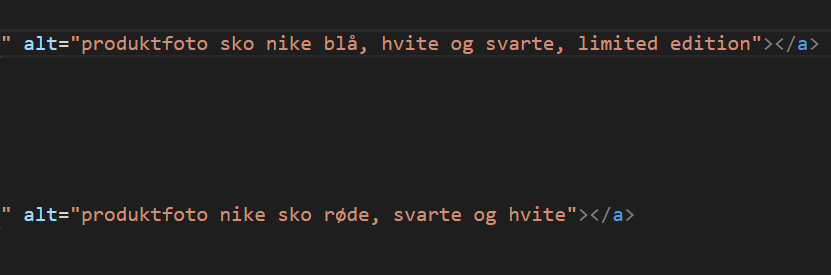 " alt="produktfoto sko nike blå, hvite og svarte, limited edition"></a>
" alt="produktfoto nike sko røde, svarte og hvite"></a>